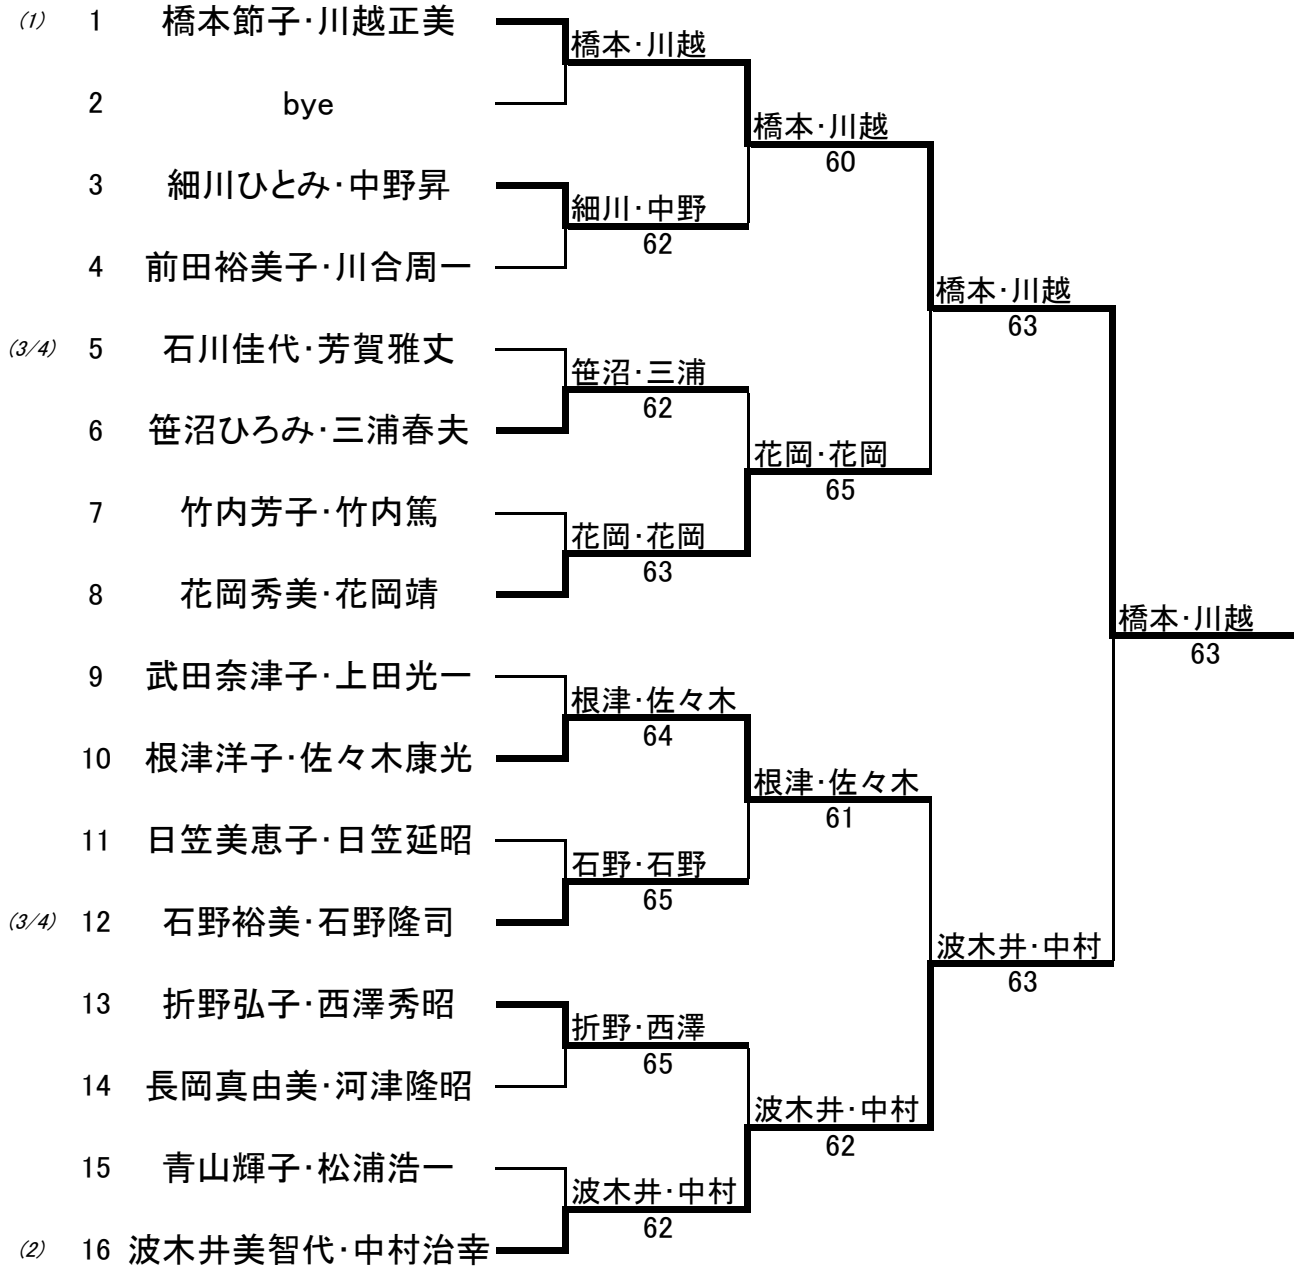 (1) 1 橋本節子・川越正美
橋本・川越
2 bye
橋本・川越
60
3 細川ひとみ・中野昇
細川・中野
62
4 前田裕美子・川合周一
橋本・川越
63
(3/4) 5 石川佳代・芳賀雅丈
笹沼・三浦
62
6 笹沼ひろみ・三浦春夫
花岡・花岡
65
7 竹内芳子・竹内篤
花岡・花岡
63
8 花岡秀美・花岡靖
橋本・川越
63
9 武田奈津子・上田光一
根津・佐々木
64
10 根津洋子・佐々木康光
根津・佐々木
61
11 日笠美恵子・日笠延昭
石野・石野
65
(3/4) 12 石野裕美・石野隆司
波木井・中村
63
13 折野弘子・西澤秀昭
折野・西澤
65
14 長岡真由美・河津隆昭
波木井・中村
62
15 青山輝子・松浦浩一
波木井・中村
62
(2) 16 波木井美智代・中村治幸